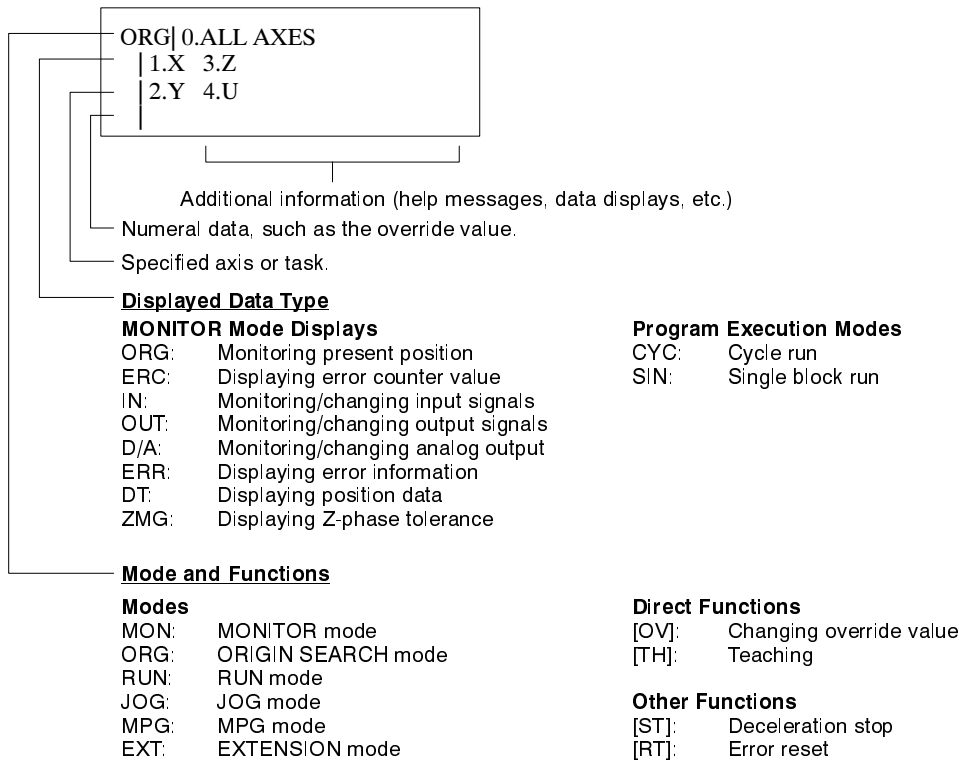 ORG| 0.ALL AXES
|1.X 3.Z
|2.Y 4.U
|
Additional information (help messages, data displays, etc.)
Numeral data, such as the override value.
Specified axis or task.
Displayed Data Type
MONITOR Mode Displays
ORG: Monitoring present position
ERC: Displaying error counter value
IN: Monitoring/changing input signals
OUT: Monitoring/changing output signals
D/A: Monitoring/changing analog output
ERR: Displaying error information
DT: Displaying position data
ZMG: Displaying Z-phase tolerance
Program Execution Modes
CYC: Cycle run
SIN: Single block run
Mode and Functions
Modes
MON: MONITOR mode
ORG: ORIGIN SEARCH mode
RUN: RUN mode
JOG: JOG mode
MPG: MPG mode
EXT: EXTENSION mode
Direct Functions
[OV]: Changing override value
[TH]: Teaching
Other Functions
[ST]: Deceleration stop
[RT]: Error reset